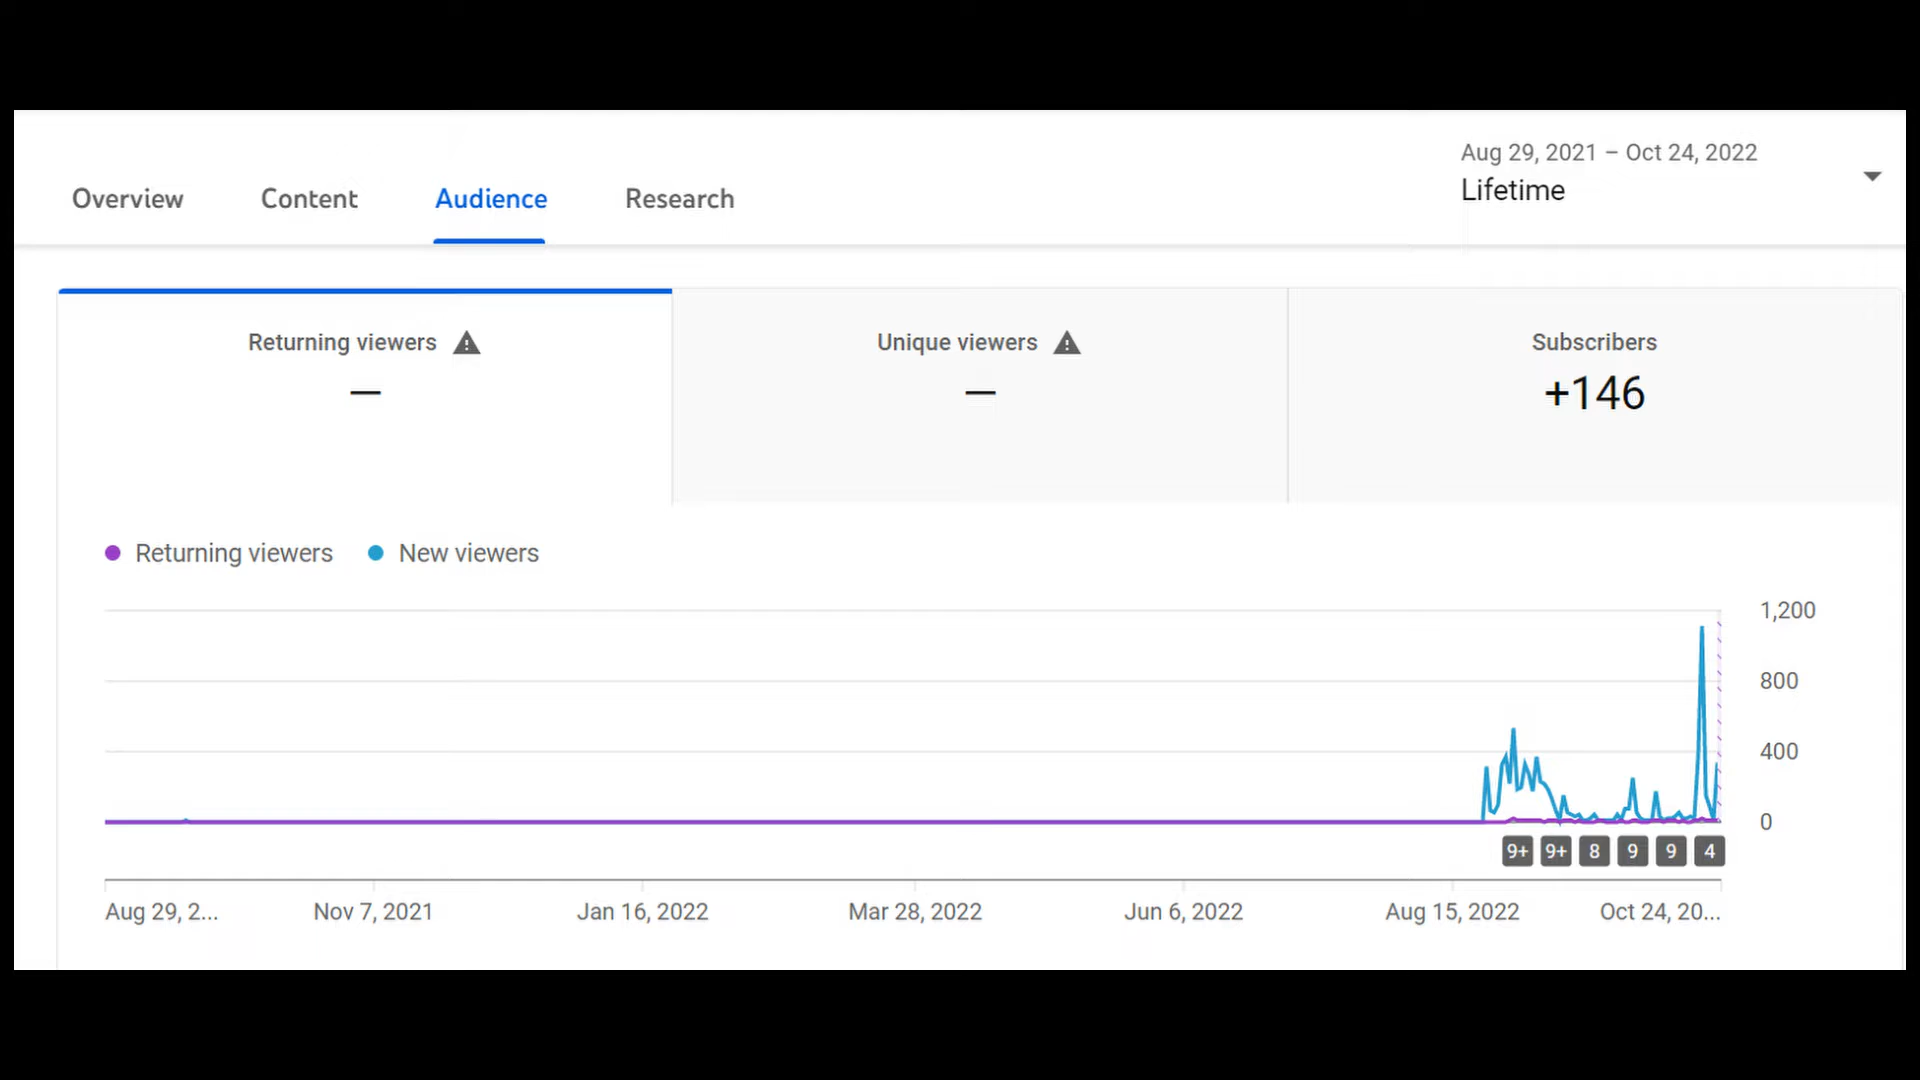 Aug 29, 2021 – Oct 24, 2022
Overview Content Audience Research Lifetime
Returning viewers Unique viewers Subscribers
— — +146
Returning viewers New viewers
1,200
800
400
0
9+ 9+ 8 9 9 4
Aug 29, 2... Nov 7, 2021 Jan 16, 2022 Mar 28, 2022 Jun 6, 2022 Aug 15, 2022 Oct 24, 20...